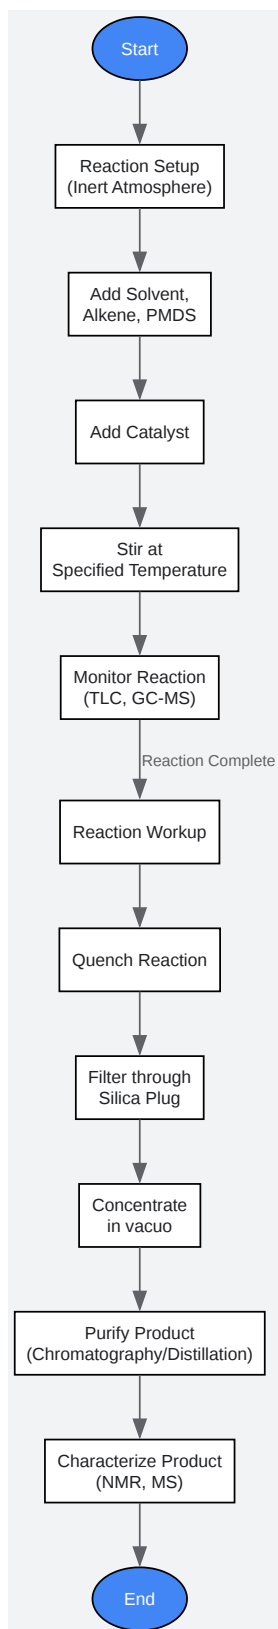 Start
Reaction Setup
(Inert Atmosphere)
Add Solvent,
Alkene, PMDS
Add Catalyst
Stir at
Specified Temperature
Monitor Reaction
(TLC, GC-MS)
Reaction Complete
Reaction Workup
Quench Reaction
Filter through
Silica Plug
Concentrate
in vacuo
Purify Product
(Chromatography/Distillation)
Characterize Product
(NMR, MS)
End